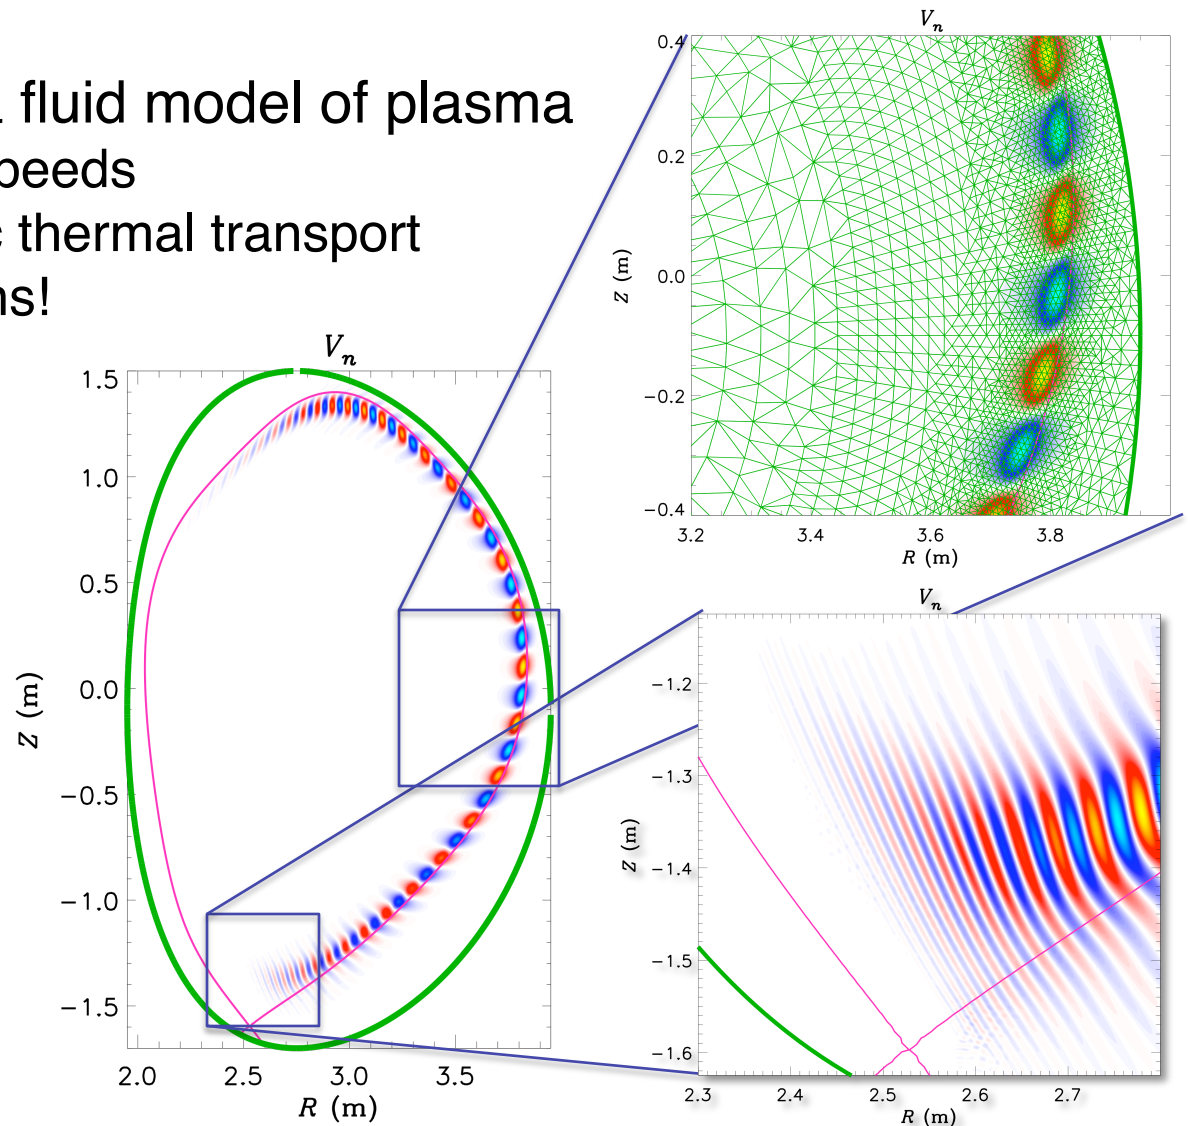 fluid model of plasma
peeds
thermal transport
ns!
V_n
1.5
1.0
0.5
0.0
−0.5
−1.0
−1.5
Z (m)
2.0 2.5 3.0 3.5
R (m)
V_n
0.4
0.2
0.0
−0.2
−0.4
Z (m)
3.2 3.4 3.6 3.8
R (m)
V_n
−1.2
−1.3
−1.4
−1.5
−1.6
Z (m)
2.3 2.4 2.5 2.6 2.7
R (m)